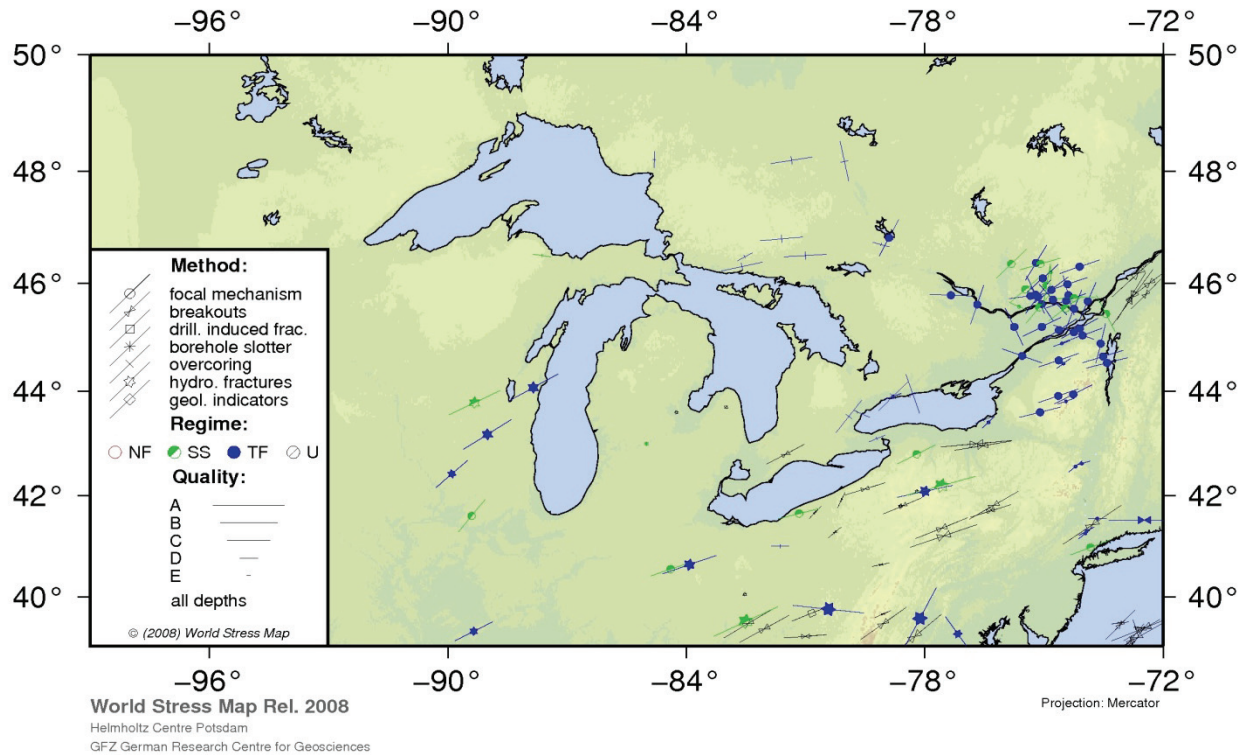 −96° −90° −84° −78° −72°
50° 50°
48° 48°
46° 46°
44° 44°
42° 42°
40° 40°
Method:
focal mechanism
breakouts
drill. induced frac.
borehole slotter
overcoring
hydro. fractures
geol. indicators
Regime:
NF SS TF U
Quality:
A
B
C
D
E
all depths
© (2008) World Stress Map
−96° −90° −84° −78° −72°
World Stress Map Rel. 2008
Projection: Mercator
Helmholtz Centre Potsdam
GFZ German Research Centre for Geosciences